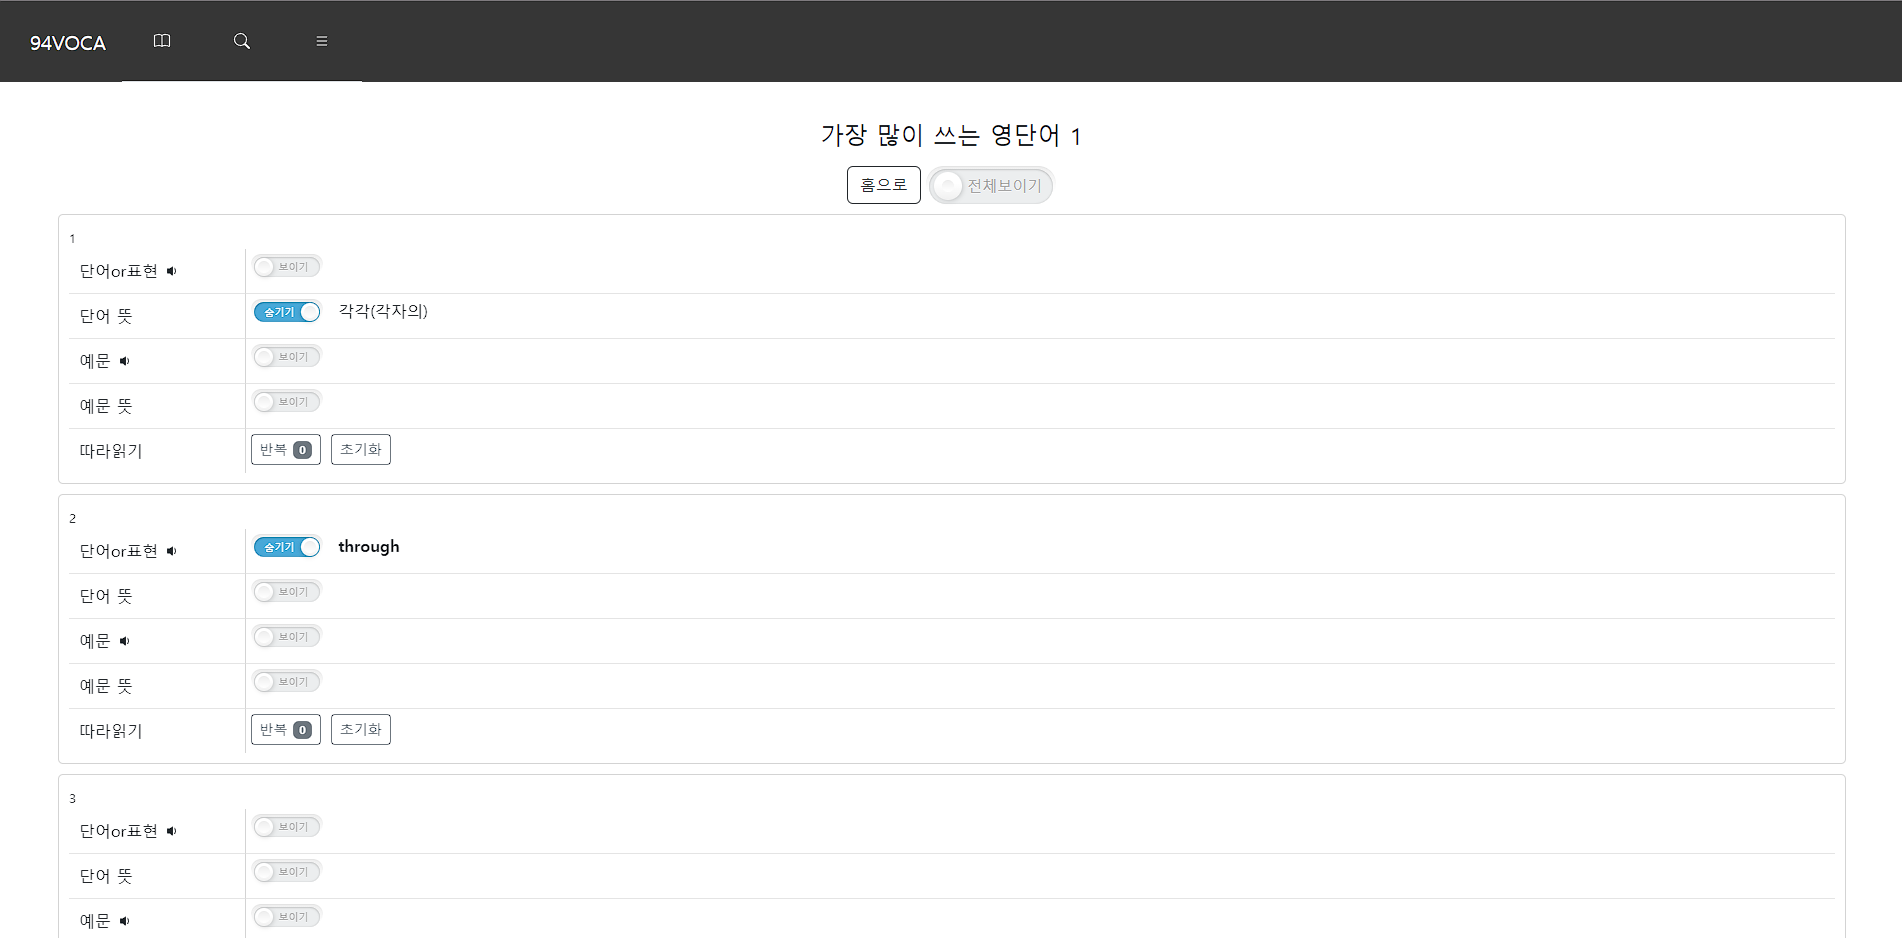 94VOCA
가장 많이 쓰는 영단어 1
홈으로 전체보이기
1
단어or표현 보이기
단어 뜻 숨기기 각각(각자의)
예문 보이기
예문 뜻 보이기
따라읽기 반복 0 초기화
2
단어or표현 숨기기 through
단어 뜻 보이기
예문 보이기
예문 뜻 보이기
따라읽기 반복 0 초기화
3
단어or표현 보이기
단어 뜻 보이기
예문 보이기